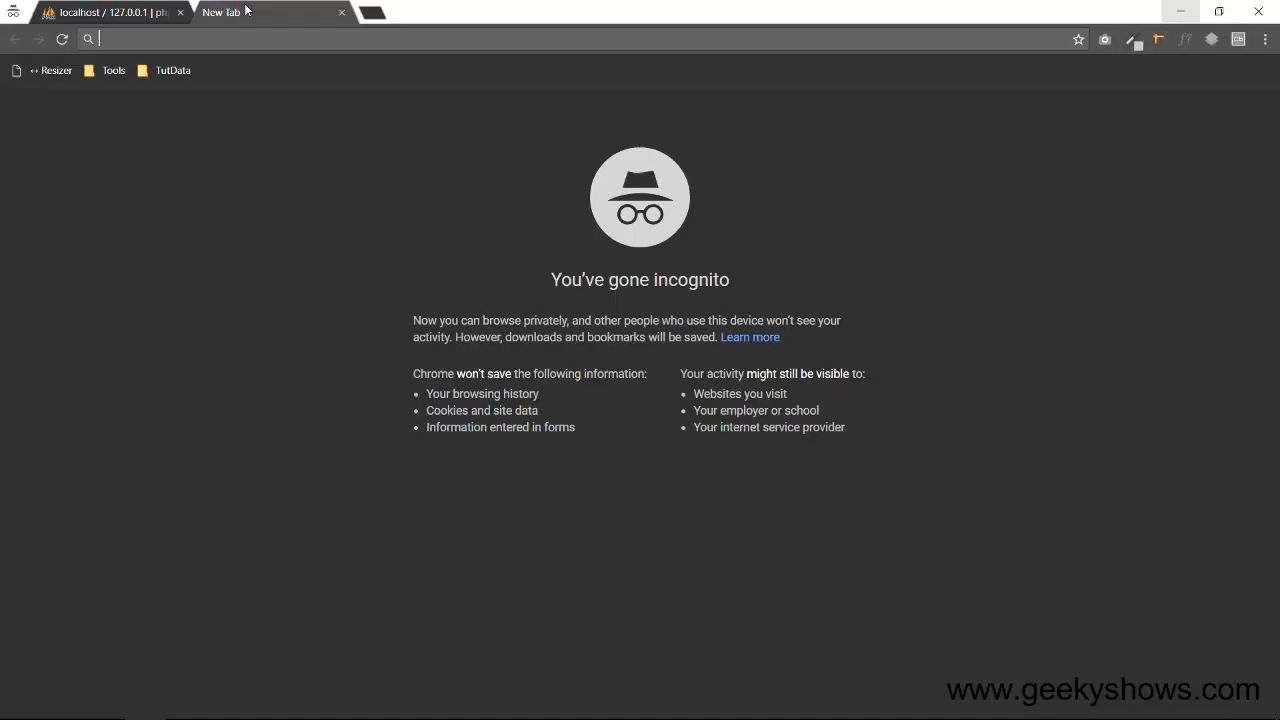 localhost / 127.0.0.1 | ph
New Tab
Resizer
Tools
TutData
You've gone incognito
Now you can browse privately, and other people who use this device won't see your
activity. However, downloads and bookmarks will be saved. Learn more
Chrome won't save the following information:
Your browsing history
Cookies and site data
Information entered in forms
Your activity might still be visible to:
Websites you visit
Your employer or school
Your internet service provider
www.geekyshows.com